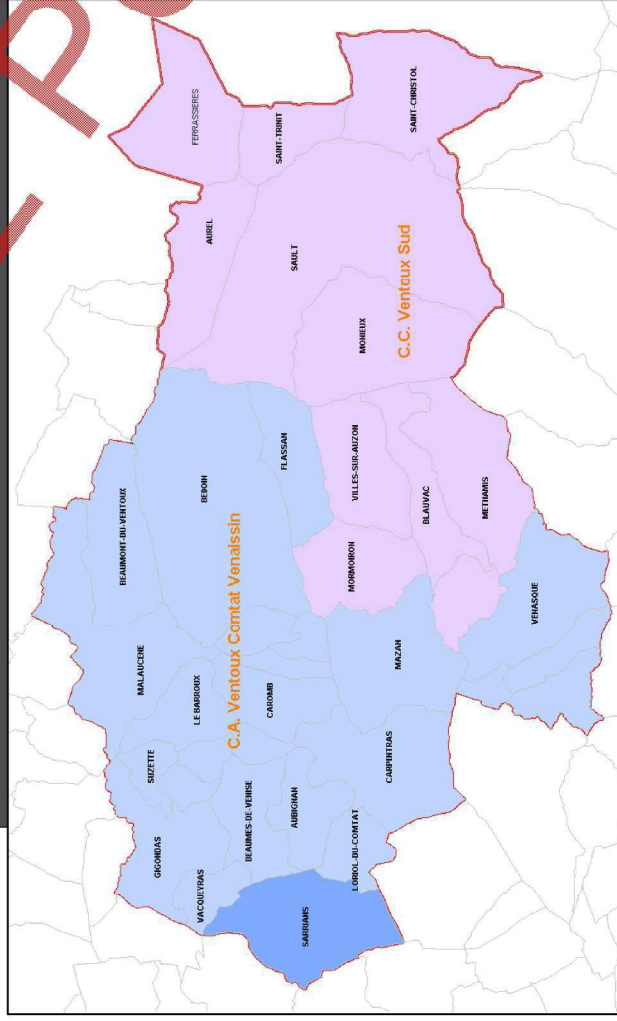 BEAUMONT-DU-VENTOUX
MALAUCENE
SUZETTE
GIGONDAS
FERRASSIERES
LE BARROUX
VACQUEYRAS
BEDOIN
AUREL
C.A. Ventoux Comtat Venaissin
BEAUMES-DE-VENISE
CAROMB
SAINT-TRINIT
FLASSAN
AUBIGNAN
SAULT
SARRIANS
MORMOIRON
LORIOL-DU-COMTAT
VILLES-SUR-AUZON
MONIEUX
CARPENTRAS
MAZAN
C.C. Ventoux Sud
SAINT-CHRISTOL
BLAUVAC
METHAMIS
VENASQUE